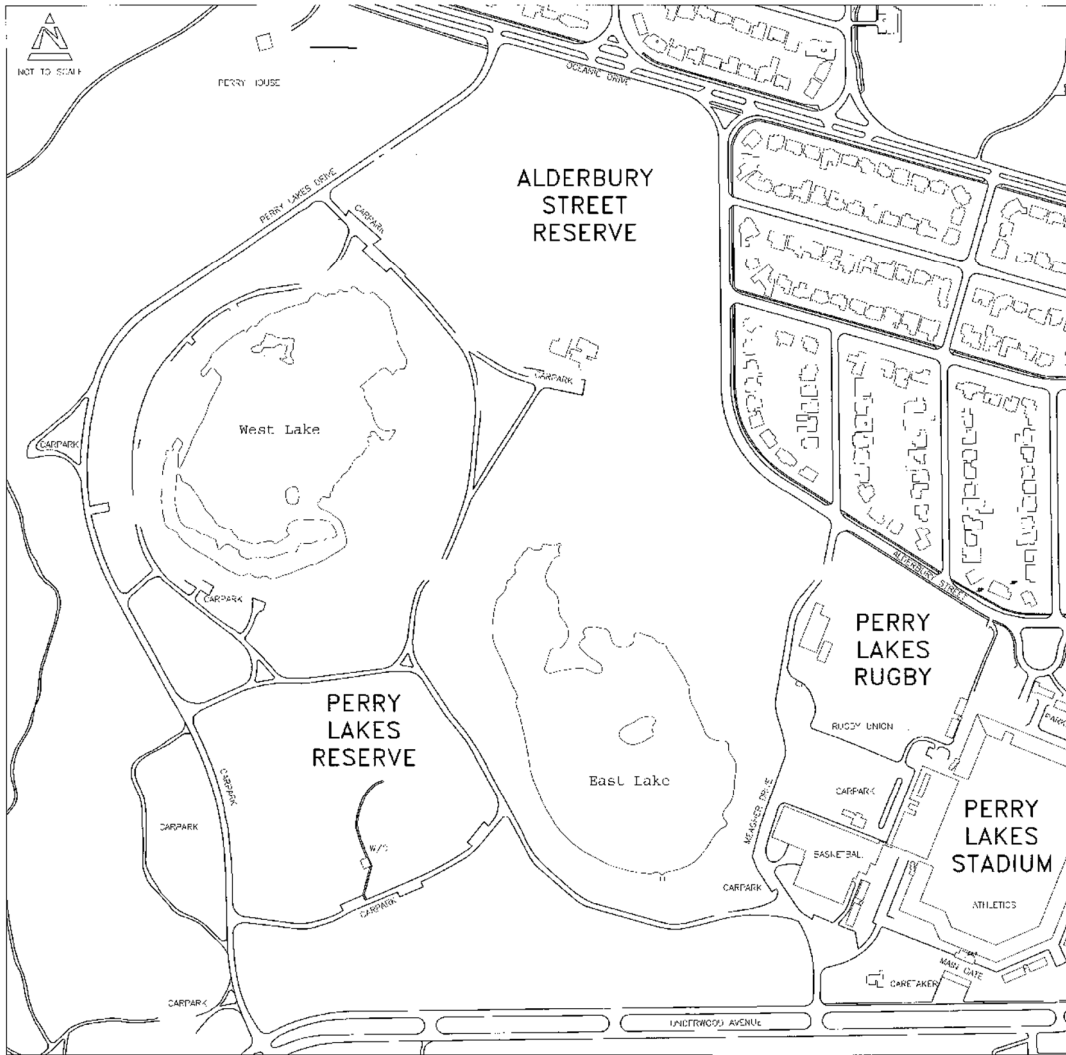 N
NOT TO SCALE
PERRY HOUSE
OCEANIC DRIVE
PERRY LAKES DRIVE
CARPARK
ALDERBURY
STREET
RESERVE
CARPARK
West Lake
CARPARK
CARPARK
ALDERBURY STREET
PERRY
LAKES
RUGBY
RUGBY UNION
PARK
PERRY
LAKES
RESERVE
East Lake
CARPARK
CARPARK
CARPARK
MEAGHER DRIVE
PERRY
LAKES
STADIUM
W/C
BASKETBALL
CARPARK
CARPARK
ATHLETICS
MAIN GATE
CARETAKER
CARPARK
UNDERWOOD AVENUE